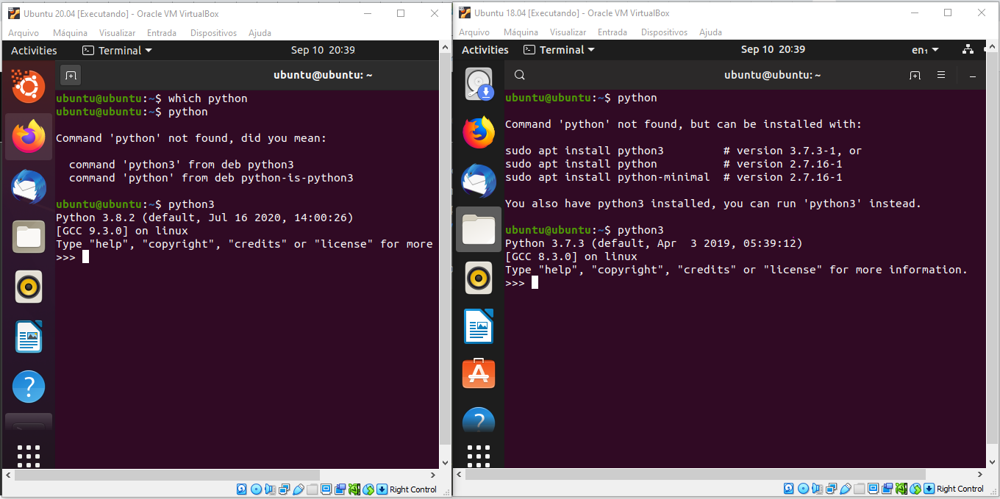 Ubuntu 20.04 [Executando] - Oracle VM VirtualBox
Arquivo Máquina Visualizar Entrada Dispositivos Ajuda
Activities Terminal Sep 10 20:39
ubuntu@ubuntu: ~
ubuntu@ubuntu:~$ which python
ubuntu@ubuntu:~$ python
Command 'python' not found, did you mean:
command 'python3' from deb python3
command 'python' from deb python-is-python3
ubuntu@ubuntu:~$ python3
Python 3.8.2 (default, Jul 16 2020, 14:00:26)
[GCC 9.3.0] on linux
Type "help", "copyright", "credits" or "license" for more
>>>
Right Control
Ubuntu 18.04 [Executando] - Oracle VM VirtualBox
Arquivo Máquina Visualizar Entrada Dispositivos Ajuda
Activities Terminal Sep 10 20:39 en₁
ubuntu@ubuntu: ~
ubuntu@ubuntu:~$ python
Command 'python' not found, but can be installed with:
sudo apt install python3 # version 3.7.3-1, or
sudo apt install python # version 2.7.16-1
sudo apt install python-minimal # version 2.7.16-1
You also have python3 installed, you can run 'python3' instead.
ubuntu@ubuntu:~$ python3
Python 3.7.3 (default, Apr 3 2019, 05:39:12)
[GCC 8.3.0] on linux
Type "help", "copyright", "credits" or "license" for more information.
>>>
Right Control